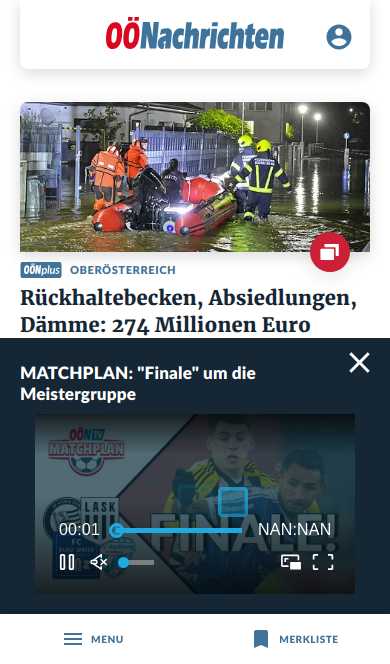 OÖNachrichten
OÖNplus OBERÖSTERREICH
Rückhaltebecken, Absiedlungen,
Dämme: 274 Millionen Euro
MATCHPLAN: "Finale" um die
Meistergruppe
OÖN TV
MATCHPLAN
LASK
FC
FINALE!
00:01 NAN:NAN
MENU MERKLISTE